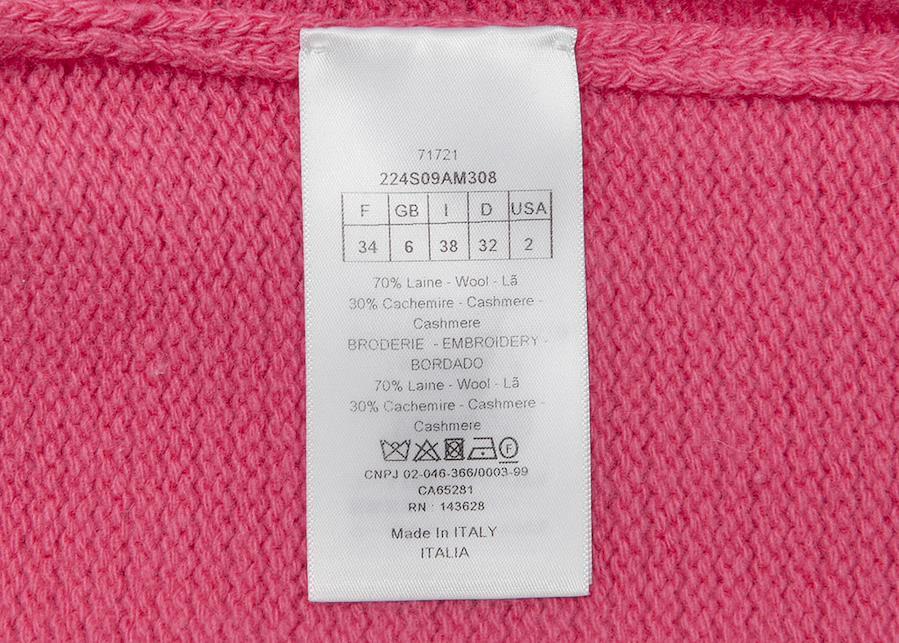 71721
224S09AM308
F GB I D USA
34 6 38 32 2
70% Laine - Wool - Lã
30% Cachemire - Cashmere -
Cashmere
BRODERIE - EMBROIDERY -
BORDADO
70% Laine - Wool - Lã
30% Cachemire - Cashmere -
Cashmere
F
CNPJ 02-046-366/0003-99
CA65281
RN : 143628
Made In ITALY
ITALIA